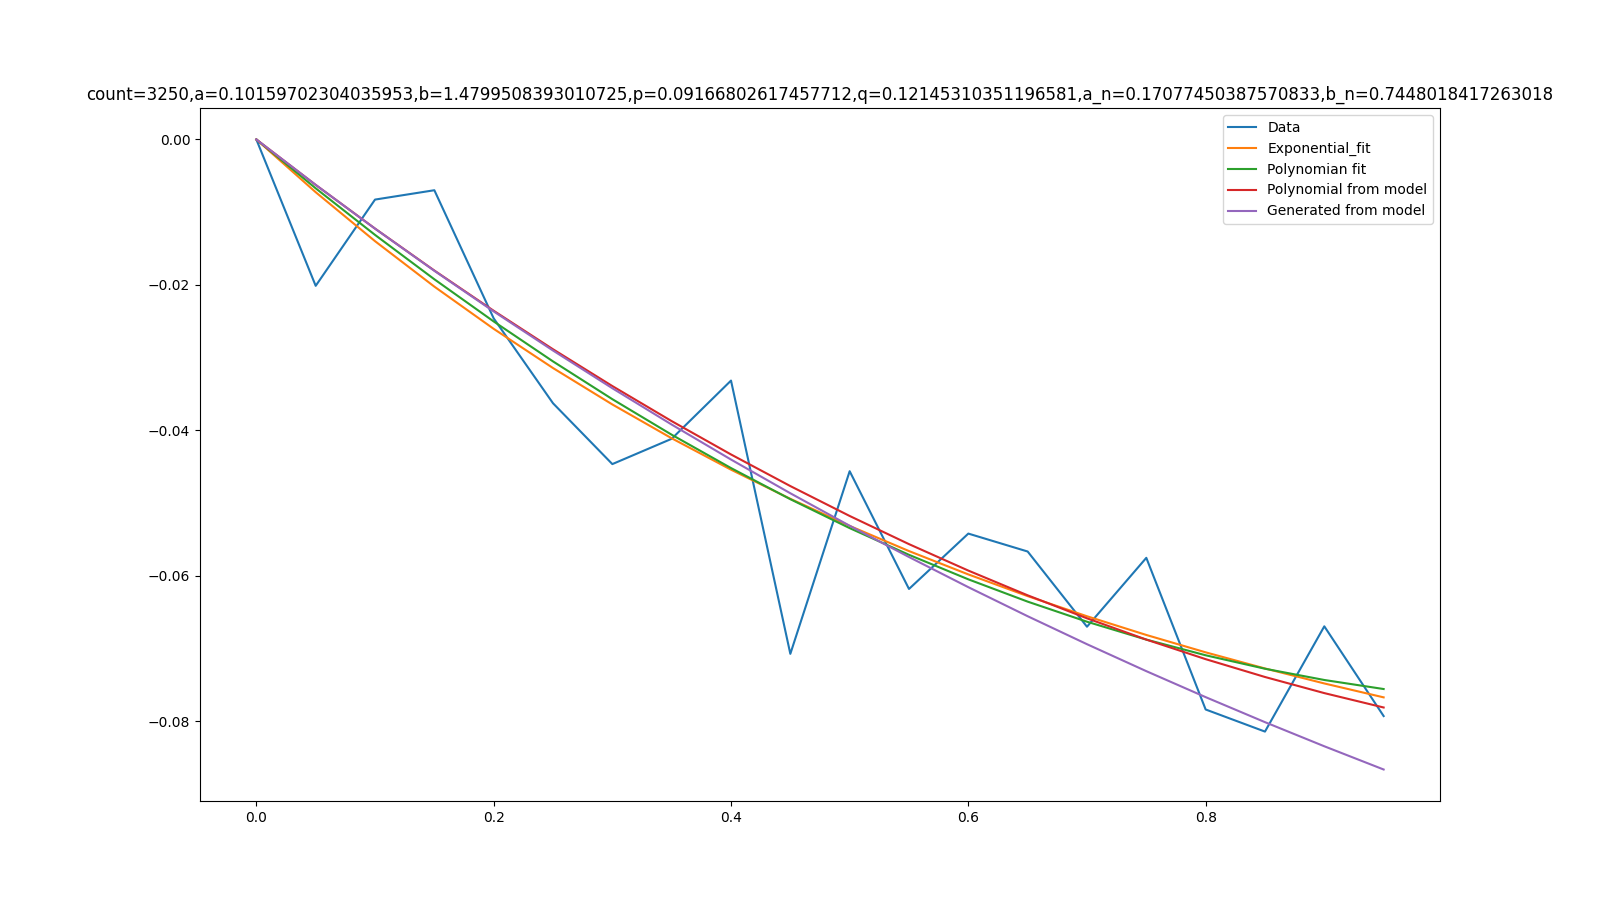 count=3250,a=0.10159702304035953,b=1.4799508393010725,p=0.09166802617457712,q=0.12145310351196581,a_n=0.17077450387570833,b_n=0.7448018417263018
Data
Exponential_fit
Polynomian fit
Polynomial from model
Generated from model
0.00
−0.02
−0.04
−0.06
−0.08
0.0 0.2 0.4 0.6 0.8